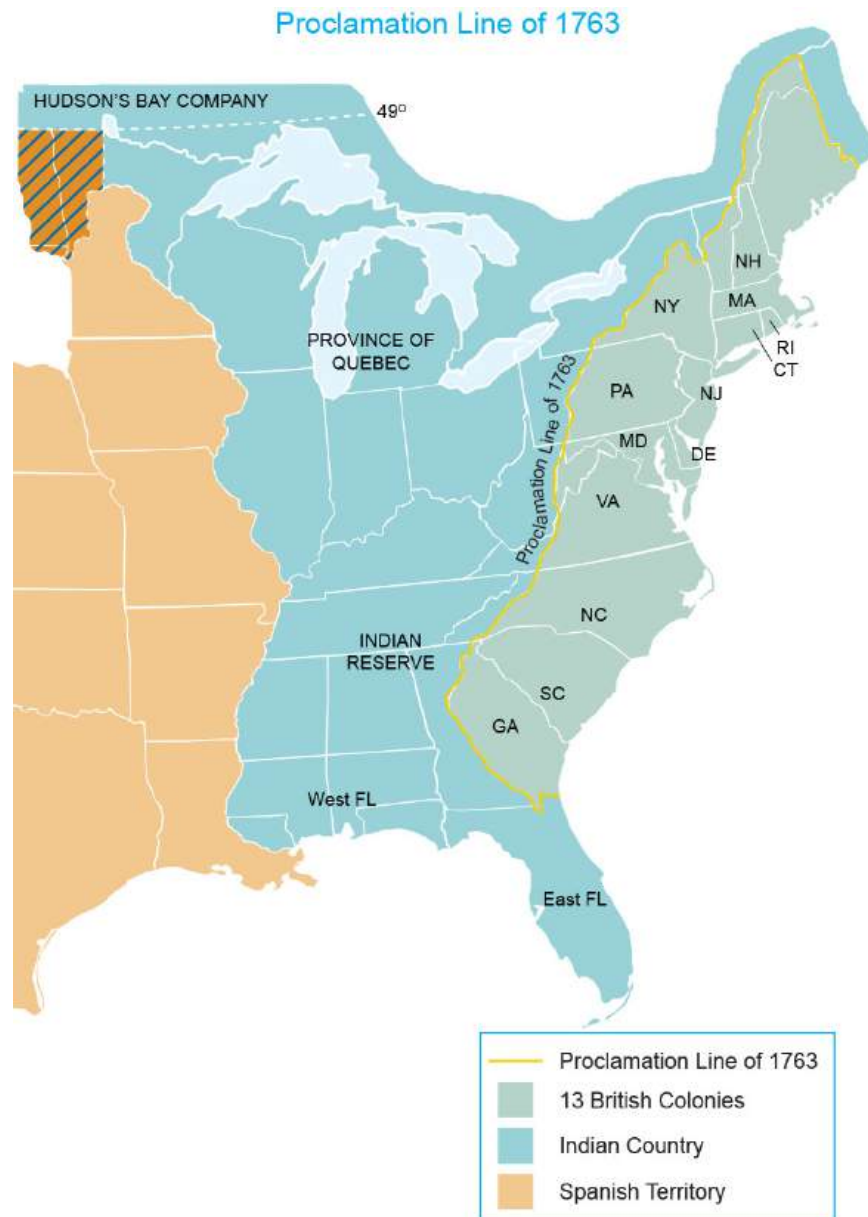 Proclamation Line of 1763
HUDSON'S BAY COMPANY
49°
NH
NY
MA
PROVINCE OF
QUEBEC
RI
CT
Proclamation Line of 1763
PA
NJ
MD
DE
VA
NC
INDIAN
RESERVE
SC
GA
West FL
East FL
Proclamation Line of 1763
13 British Colonies
Indian Country
Spanish Territory